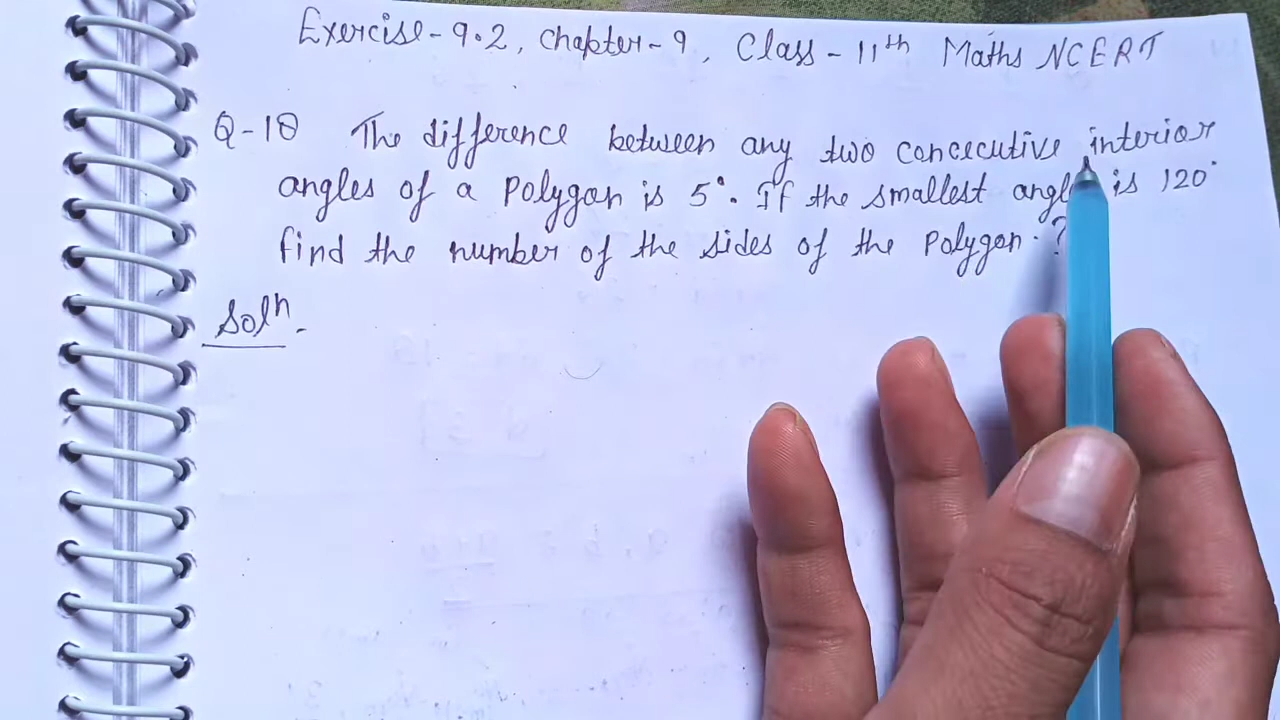 Exercise-9.2, Chapter-9, Class-11th Maths NCERT
Q-18 The difference between any two concecutive interior
angles of a Polygon is 5°. If the smallest angle is 120°
find the number of the sides of the Polygon.?
Solⁿ.